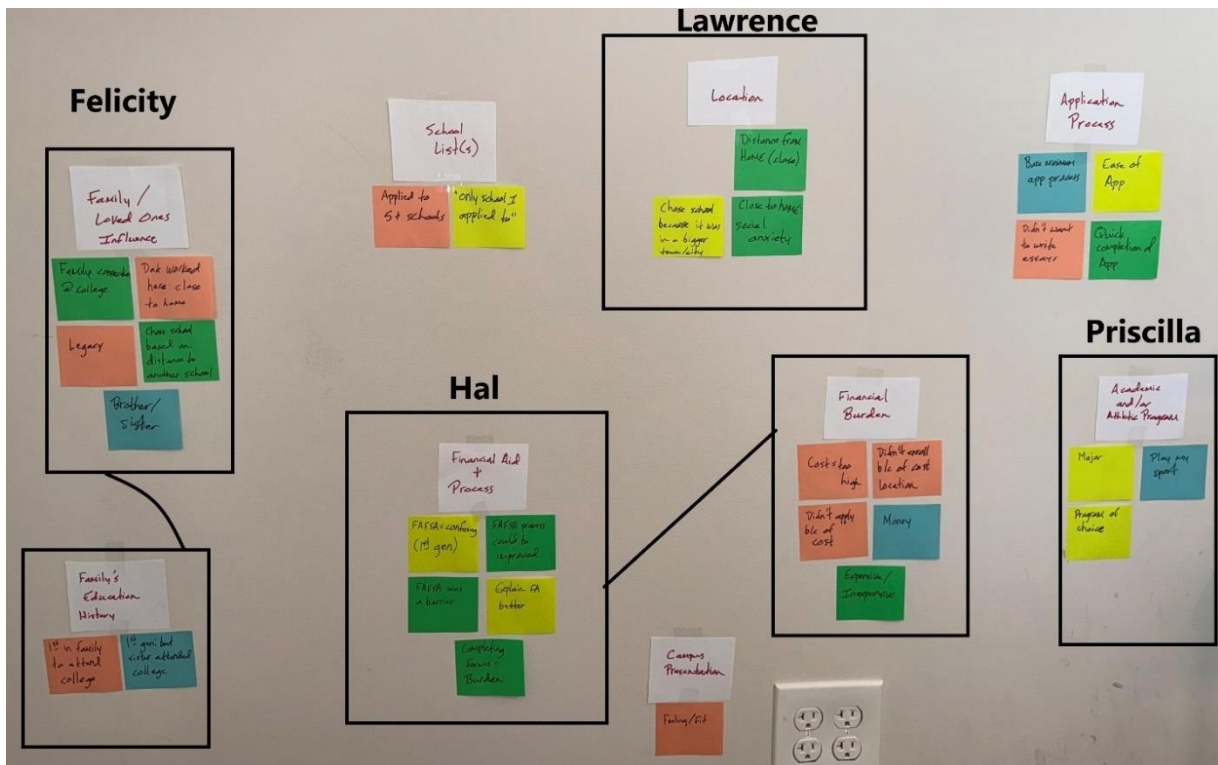 Lawrence
Felicity
Family /
Loved Ones
Influence
Family connection
@ college
Dad worked
here: close
to home
Legacy
Chose school
based on
distance to
another school
Brother/
sister
Family's
Education
History
1st in family
to attend
college
1st gen: but
sister attended
college
School
List(s)
Applied to
5+ schools
"only school I
applied to"
Location
Distance from
HOME (close)
Chose school
because it was
in a bigger
town/city
Close to HOME:
social
anxiety
Application
Process
Bare minimum
app process
Ease of
App
Didn't want
to write
essays
Quick
completion of
App
Hal
Financial Aid
+
Process
FAFSA = confusing
(1st gen)
FAFSA process
could be
improved
FAFSA was
a barrier
Explain FA
better
Completing
forms =
Burden
Financial
Burden
Cost = too
high
Didn't enroll
b/c of cost
location
Didn't apply
b/c of
cost
Money
Expensive/
Inexpensive
Priscilla
Academic
and/or
Athletic Program
Major
Play my
sport
Program of
choice
Campus
Presentation
Feeling/fit